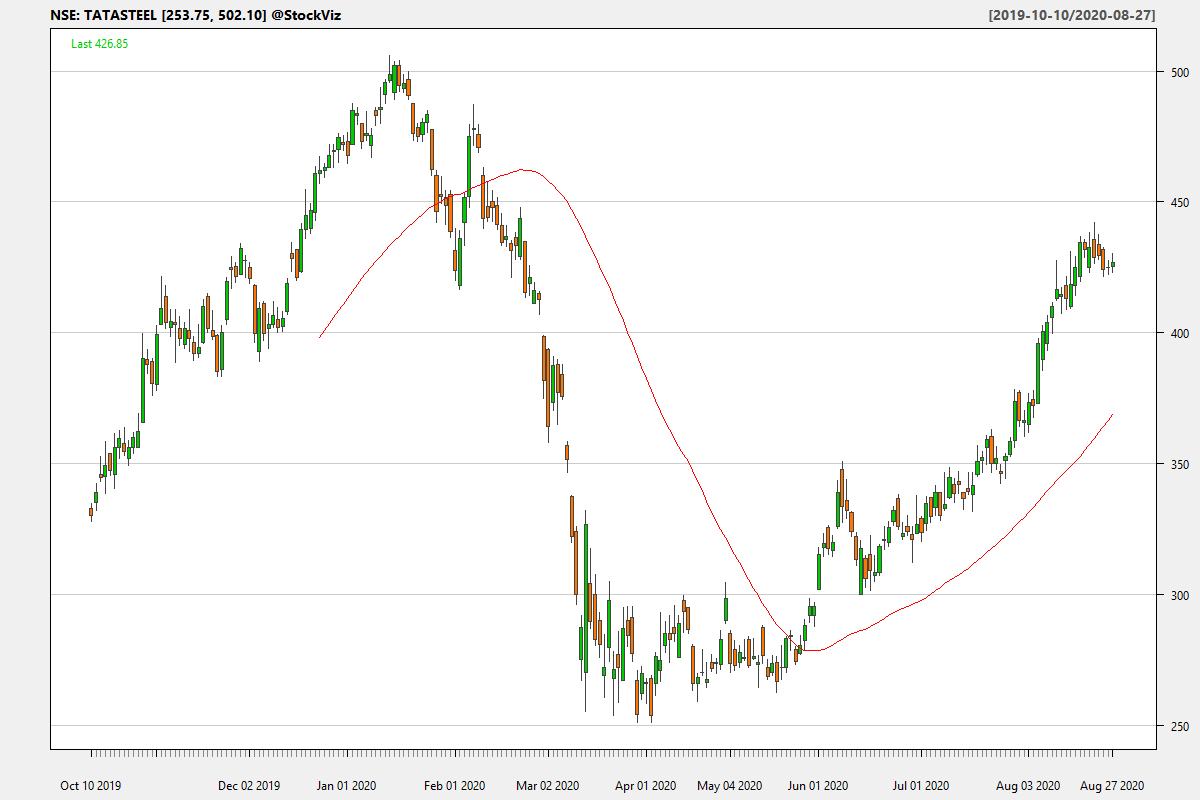 NSE: TATASTEEL [253.75, 502.10] @StockViz [2019-10-10/2020-08-27]
Last 426.85
500
450
400
350
300
250
Oct 10 2019 Dec 02 2019 Jan 01 2020 Feb 01 2020 Mar 02 2020 Apr 01 2020 May 04 2020 Jun 01 2020 Jul 01 2020 Aug 03 2020 Aug 27 2020